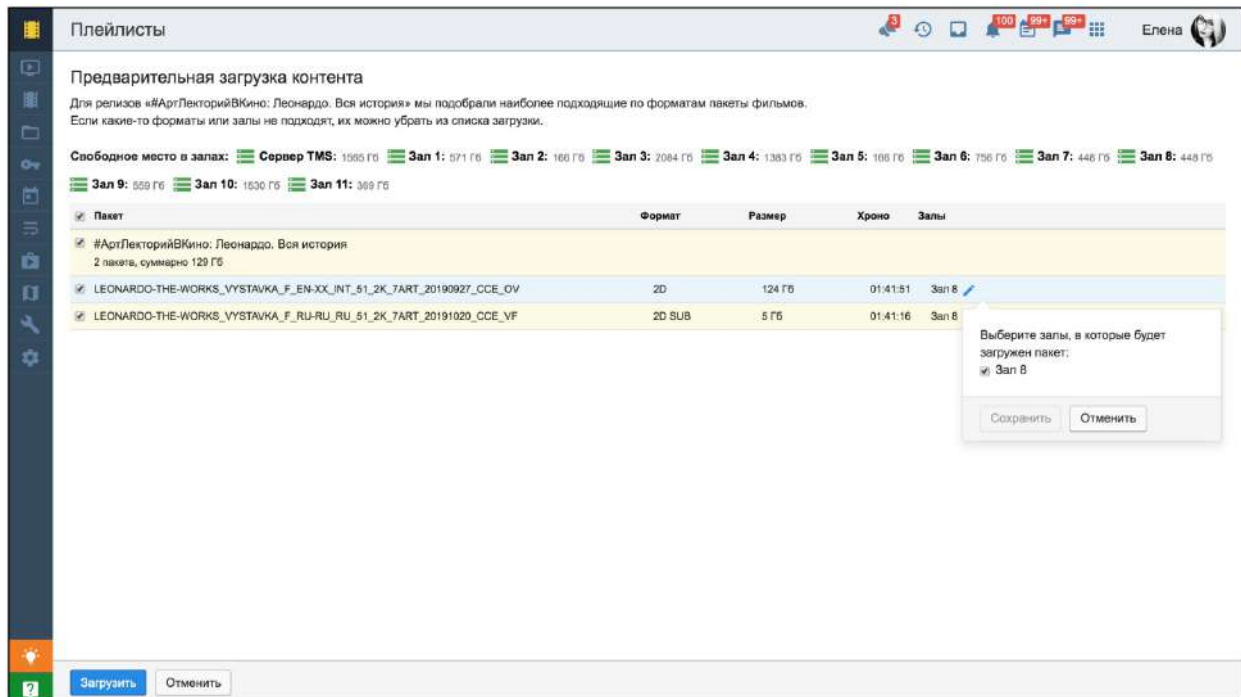 Плейлисты
3
100
99+
99+
Елена
Предварительная загрузка контента
Для релизов «#АртЛекторийВКино: Леонардо. Вся история» мы подобрали наиболее подходящие по форматам пакеты фильмов.
Если какие-то форматы или залы не подходят, их можно убрать из списка загрузки.
Свободное место в залах: Сервер TMS: 1565 Гб Зал 1: 571 Гб Зал 2: 166 Гб Зал 3: 2084 Гб Зал 4: 1383 Гб Зал 5: 166 Гб Зал 6: 756 Гб Зал 7: 448 Гб Зал 8: 448 Гб
Зал 9: 559 Гб Зал 10: 1630 Гб Зал 11: 369 Гб
Пакет Формат Размер Хроно Залы
#АртЛекторийВКино: Леонардо. Вся история
2 пакета, суммарно 129 Гб
LEONARDO-THE-WORKS_VYSTAVKA_F_EN-XX_INT_51_2K_7ART_20190927_CCE_OV 2D 124 Гб 01:41:51 Зал 8
LEONARDO-THE-WORKS_VYSTAVKA_F_RU-RU_RU_51_2K_7ART_20191020_CCE_VF 2D SUB 5 Гб 01:41:16 Зал 8
Выберите залы, в которые будет
загружен пакет:
Зал 8
Сохранить Отменить
Загрузить Отменить
?